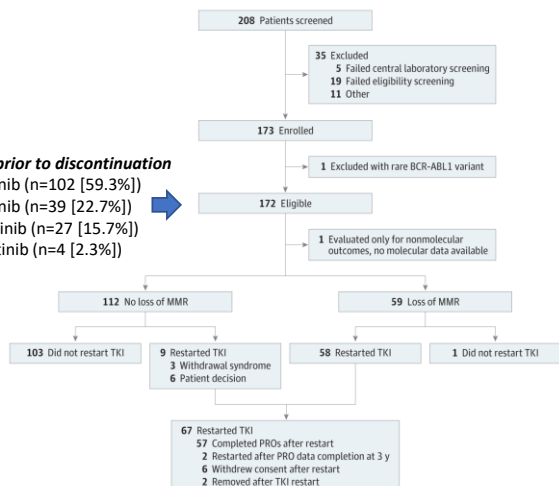 208 Patients screened
35 Excluded
5 Failed central laboratory screening
19 Failed eligibility screening
11 Other
173 Enrolled
1 Excluded with rare BCR-ABL1 variant
prior to discontinuation
(n=102 [59.3%])
(n=39 [22.7%])
(n=27 [15.7%])
(n=4 [2.3%])
172 Eligible
1 Evaluated only for nonmolecular
outcomes, no molecular data available
112 No loss of MMR
59 Loss of MMR
103 Did not restart TKI
9 Restarted TKI
3 Withdrawal syndrome
6 Patient decision
58 Restarted TKI
1 Did not restart TKI
67 Restarted TKI
57 Completed PROs after restart
2 Restarted after PRO data completion at 3 y
6 Withdrew consent after restart
2 Removed after TKI restart